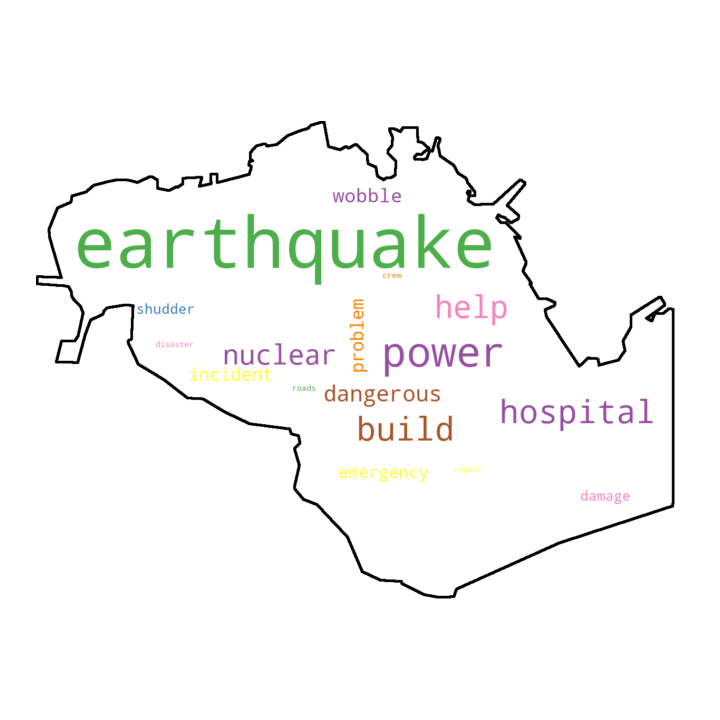 wobble
earthquake
crew
help
shudder
problem
disaster
nuclear
power
incident
roads
dangerous
hospital
build
emergency
repair
damage